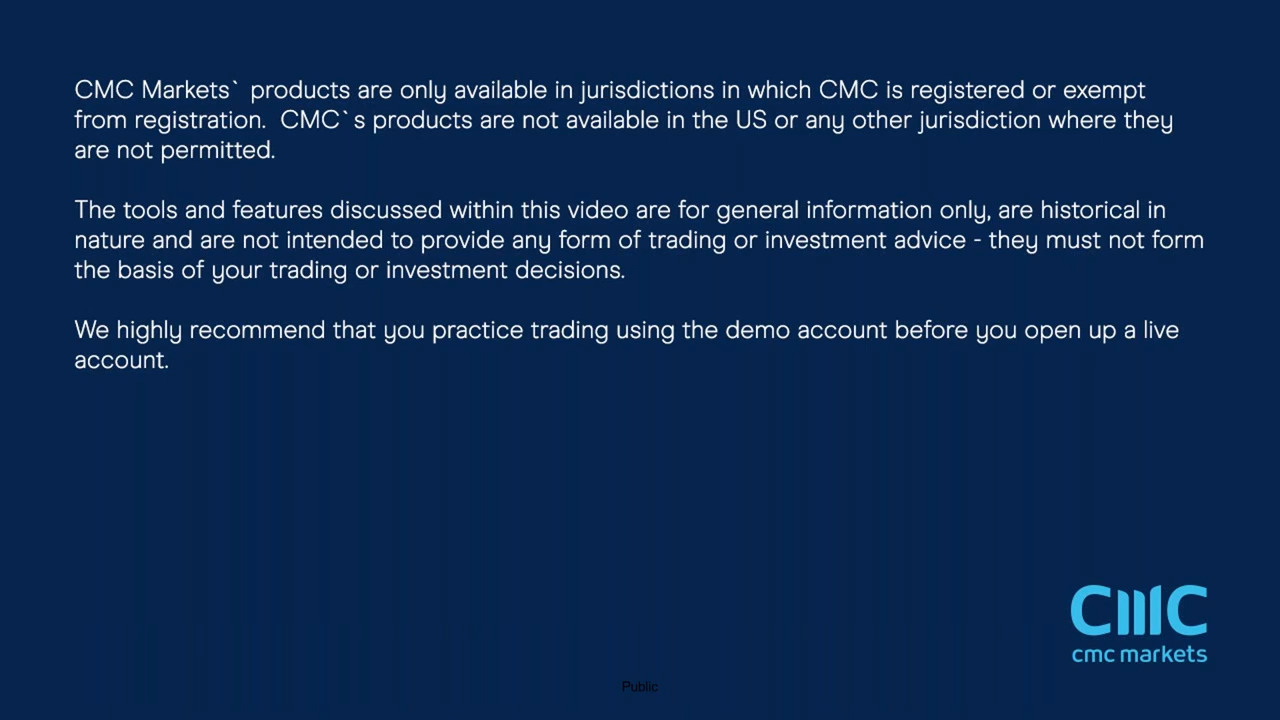 CMC Markets` products are only available in jurisdictions in which CMC is registered or exempt
from registration.  CMC`s products are not available in the US or any other jurisdiction where they
are not permitted.
The tools and features discussed within this video are for general information only, are historical in
nature and are not intended to provide any form of trading or investment advice - they must not form
the basis of your trading or investment decisions.
We highly recommend that you practice trading using the demo account before you open up a live
account.
CMC
cmc markets
Public